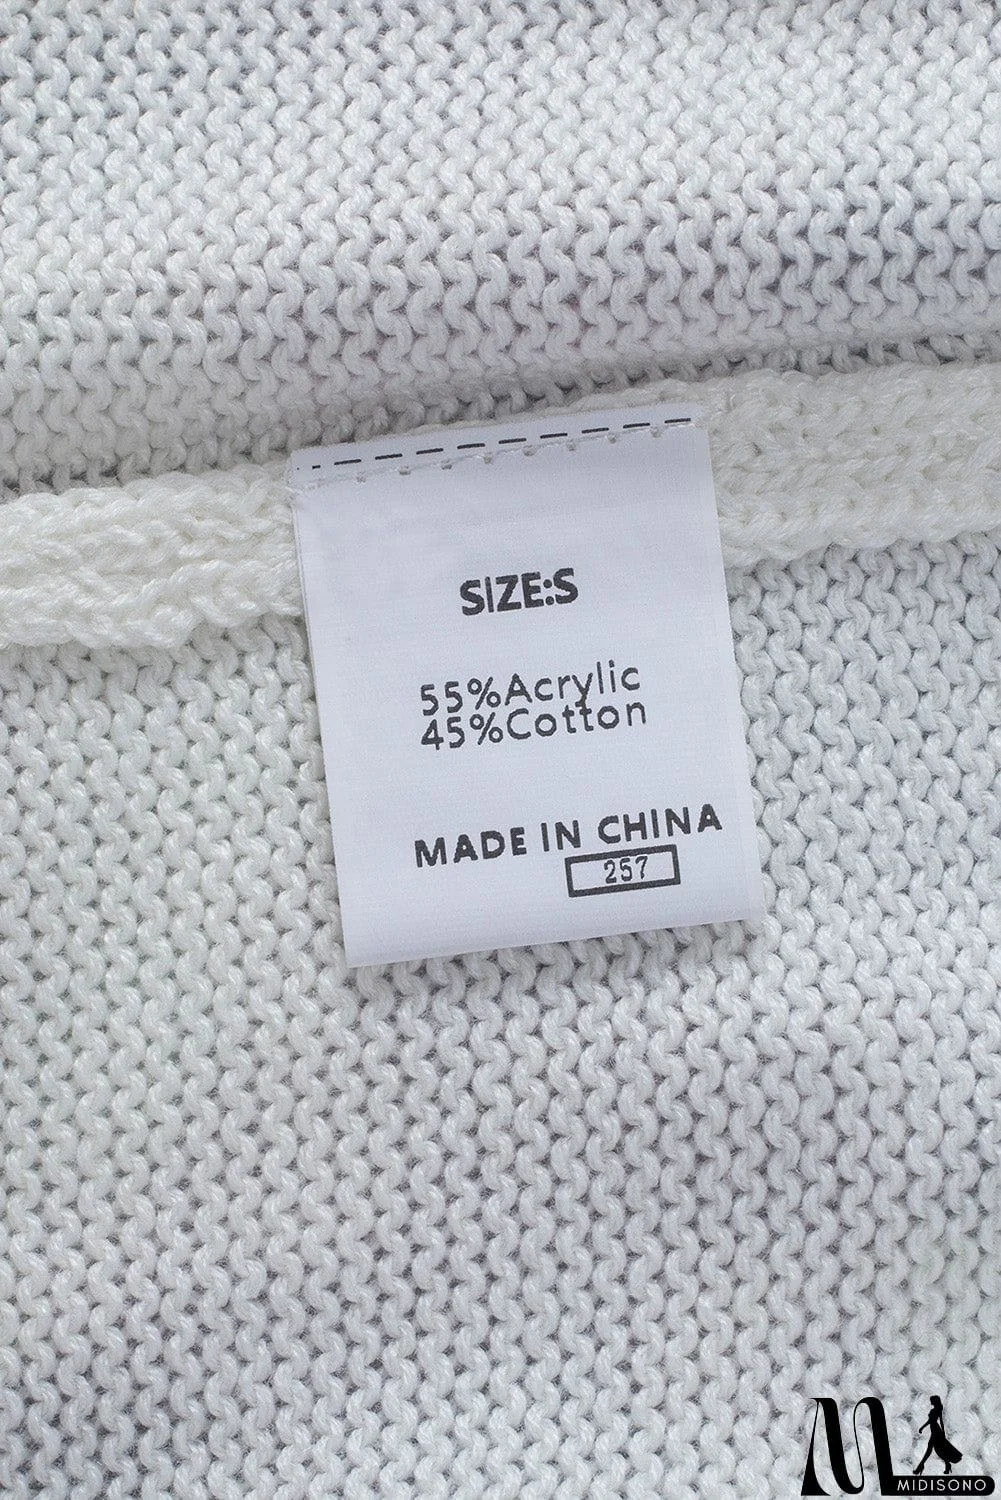 SIZE:S
55%Acrylic
45%Cotton
MADE IN CHINA
257
M
MIDISONO